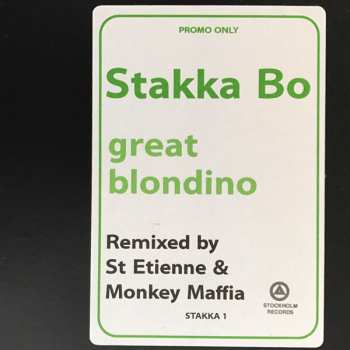 PROMO ONLY
Stakka Bo
great
blondino
Remixed by
St Etienne &
Monkey Maffia
STOCKHOLM
RECORDS
STAKKA 1